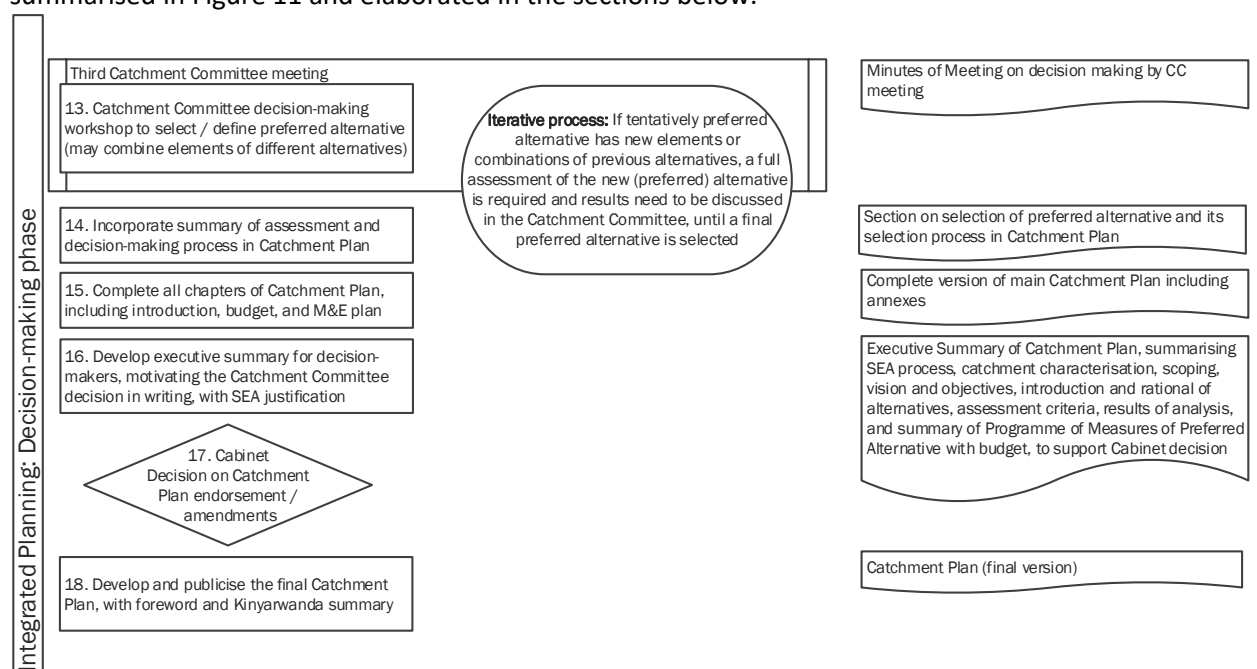 summarised in Figure 11 and elaborated in the sections below.
Integrated Planning: Decision-making phase
Third Catchment Committee meeting
13. Catchment Committee decision-making
workshop to select / define preferred alternative
(may combine elements of different alternatives)
Iterative process: If tentatively preferred
alternative has new elements or
combinations of previous alternatives, a full
assessment of the new (preferred) alternative
is required and results need to be discussed
in the Catchment Committee, until a final
preferred alternative is selected
Minutes of Meeting on decision making by CC
meeting
14. Incorporate summary of assessment and
decision-making process in Catchment Plan
Section on selection of preferred alternative and its
selection process in Catchment Plan
15. Complete all chapters of Catchment Plan,
including introduction, budget, and M&E plan
Complete version of main Catchment Plan including
annexes
16. Develop executive summary for decision-
makers, motivating the Catchment Committee
decision in writing, with SEA justification
Executive Summary of Catchment Plan, summarising
SEA process, catchment characterisation, scoping,
vision and objectives, introduction and rational of
alternatives, assessment criteria, results of analysis,
and summary of Programme of Measures of Preferred
Alternative with budget, to support Cabinet decision
17. Cabinet
Decision on Catchment
Plan endorsement /
amendments
18. Develop and publicise the final Catchment
Plan, with foreword and Kinyarwanda summary
Catchment Plan (final version)